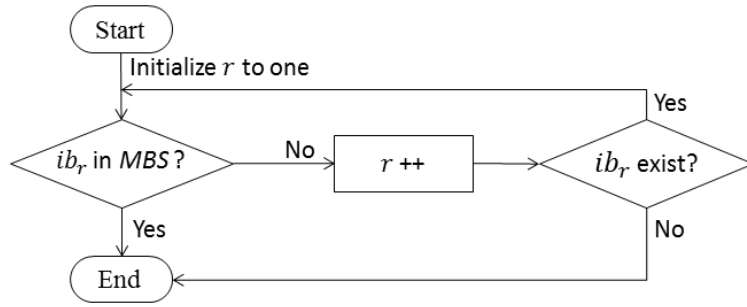 Start
Initialize r to one
Yes
ib_r in MBS ?
No
r ++
ib_r exist?
Yes
No
End